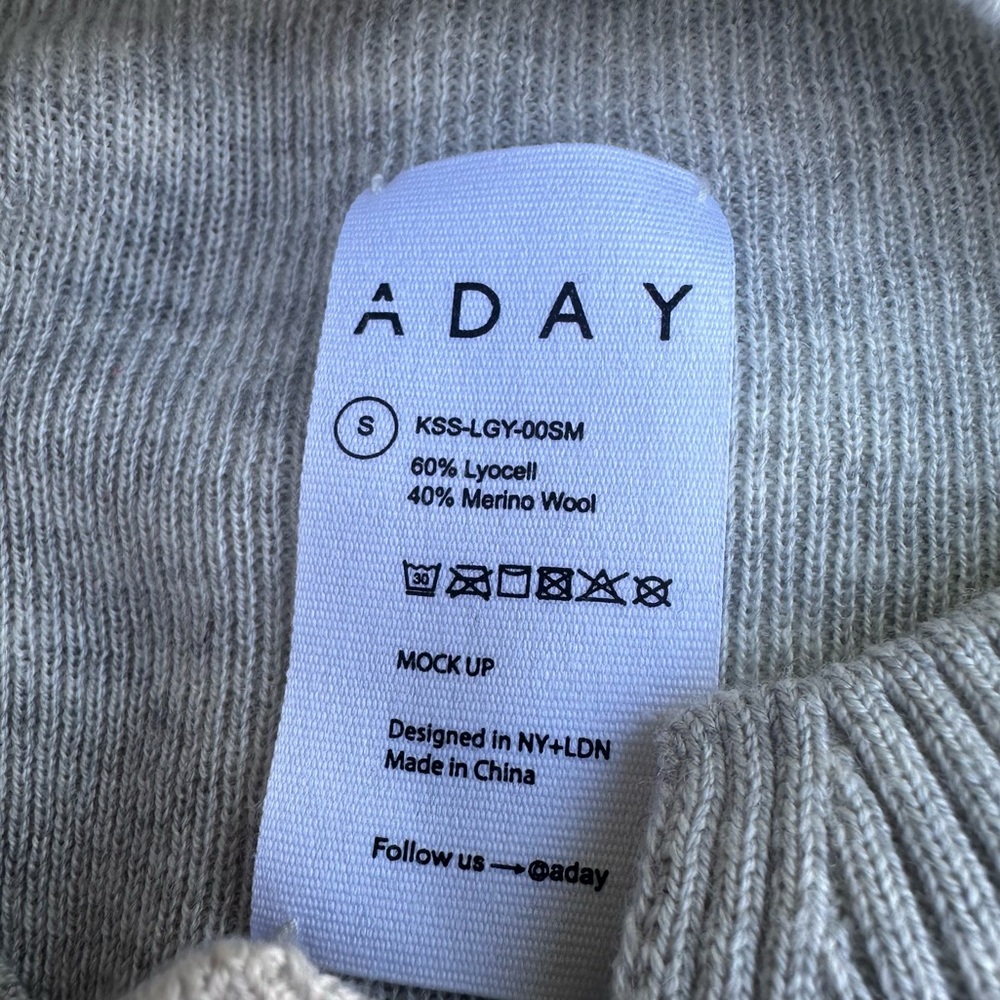 ADAY
S KSS-LGY-00SM
60% Lyocell
40% Merino Wool
30
MOCK UP
Designed in NY+LDN
Made in China
Follow us →@aday